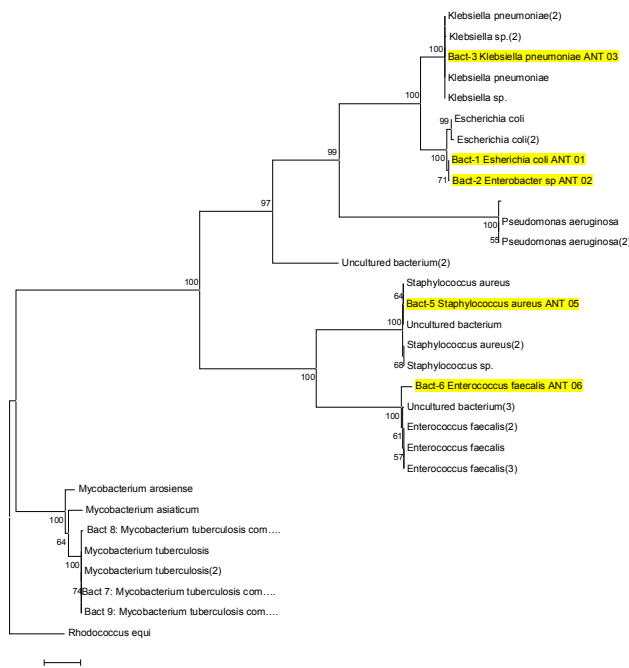 Klebsiella pneumoniae(2)
Klebsiella sp.(2)
100
Bact-3 Klebsiella pneumoniae ANT 03
Klebsiella pneumoniae
100
Klebsiella sp.
99
Escherichia coli
Escherichia coli(2)
99
100
Bact-1 Esherichia coli ANT 01
71
Bact-2 Enterobacter sp ANT 02
97
100
Pseudomonas aeruginosa
55
Pseudomonas aeruginosa(2)
Uncultured bacterium(2)
100
Staphylococcus aureus
64
Bact-5 Staphylococcus aureus ANT 05
100
Uncultured bacterium
Staphylococcus aureus(2)
68
Staphylococcus sp.
100
Bact-6 Enterococcus faecalis ANT 06
Uncultured bacterium(3)
100
Enterococcus faecalis(2)
61
Enterococcus faecalis
57
Enterococcus faecalis(3)
Mycobacterium arosiense
Mycobacterium asiaticum
100
Bact 8: Mycobacterium tuberculosis com....
64
Mycobacterium tuberculosis
100
Mycobacterium tuberculosis(2)
74
Bact 7: Mycobacterium tuberculosis com....
Bact 9: Mycobacterium tuberculosis com....
Rhodococcus equi